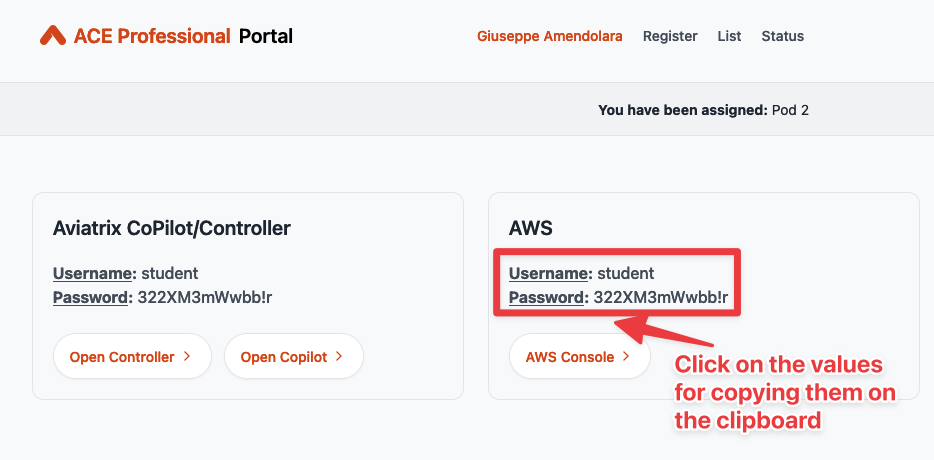 ACE Professional Portal
Giuseppe Amendolara Register List Status
You have been assigned: Pod 2
Aviatrix CoPilot/Controller
Username: student
Password: 322XM3mWwbb!r
Open Controller
Open Copilot
AWS
Username: student
Password: 322XM3mWwbb!r
AWS Console
Click on the values
for copying them on
the clipboard